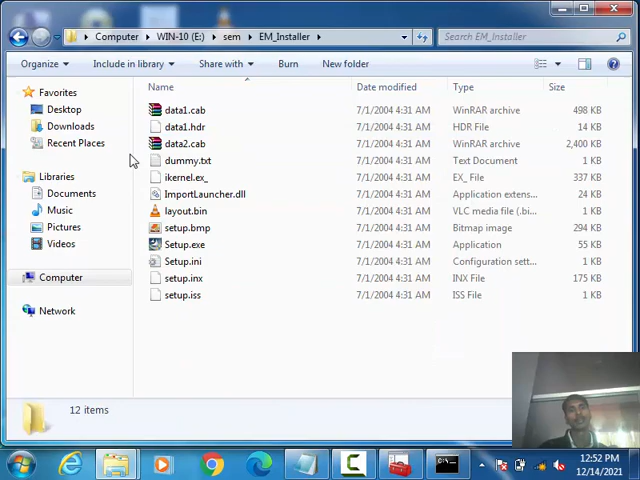 Computer ▸ WIN-10 (E:) ▸ sem ▸ EM_Installer ▸
Search EM_Installer
Organize Include in library Share with Burn New folder
Favorites
Desktop
Downloads
Recent Places
Libraries
Documents
Music
Pictures
Videos
Computer
Network
Name Date modified Type Size
data1.cab 7/1/2004 4:31 AM WinRAR archive 498 KB
data1.hdr 7/1/2004 4:31 AM HDR File 14 KB
data2.cab 7/1/2004 4:31 AM WinRAR archive 2,400 KB
dummy.txt 7/1/2004 4:31 AM Text Document 1 KB
ikernel.ex_ 7/1/2004 4:31 AM EX_ File 337 KB
ImportLauncher.dll 7/1/2004 4:31 AM Application exten... 24 KB
layout.bin 7/1/2004 4:31 AM VLC media file (.bi... 1 KB
setup.bmp 7/1/2004 4:31 AM Bitmap image 294 KB
Setup.exe 7/1/2004 4:31 AM Application 55 KB
Setup.ini 7/1/2004 4:31 AM Configuration sett... 1 KB
setup.inx 7/1/2004 4:31 AM INX File 175 KB
setup.iss 7/1/2004 4:31 AM ISS File 1 KB
12 items
12:52 PM
12/14/2021